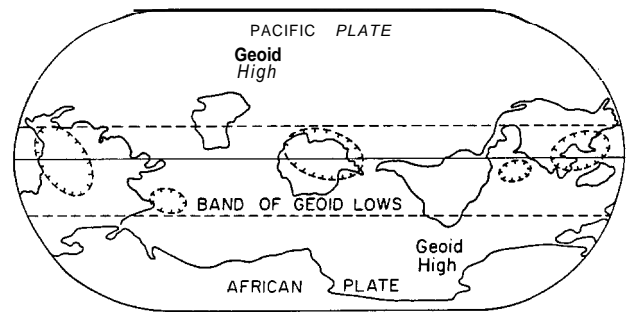 PACIFIC PLATE
Geoid
High
BAND OF GEOID LOWS
Geoid
High
AFRICAN PLATE